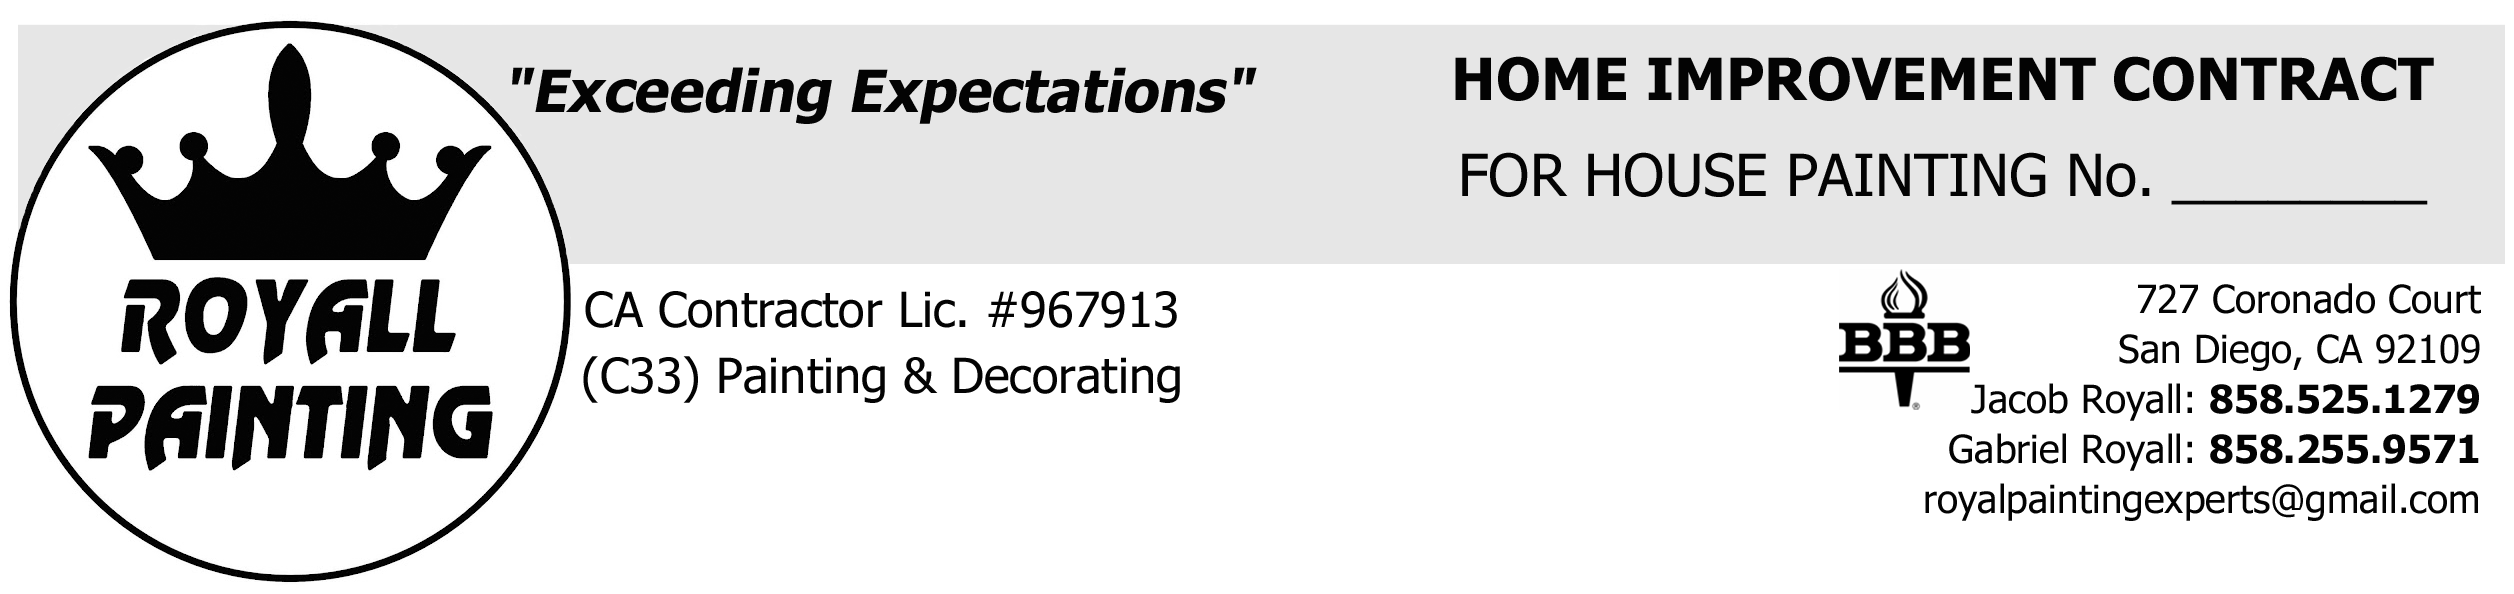 "Exceeding Expectations"
HOME IMPROVEMENT CONTRACT
FOR HOUSE PAINTING No. __________
ROYALL
PAINTING
CA Contractor Lic. #967913
(C33) Painting & Decorating
BBB
®
727 Coronado Court
San Diego, CA 92109
Jacob Royall: 858.525.1279
Gabriel Royall: 858.255.9571
royalpaintingexperts@gmail.com